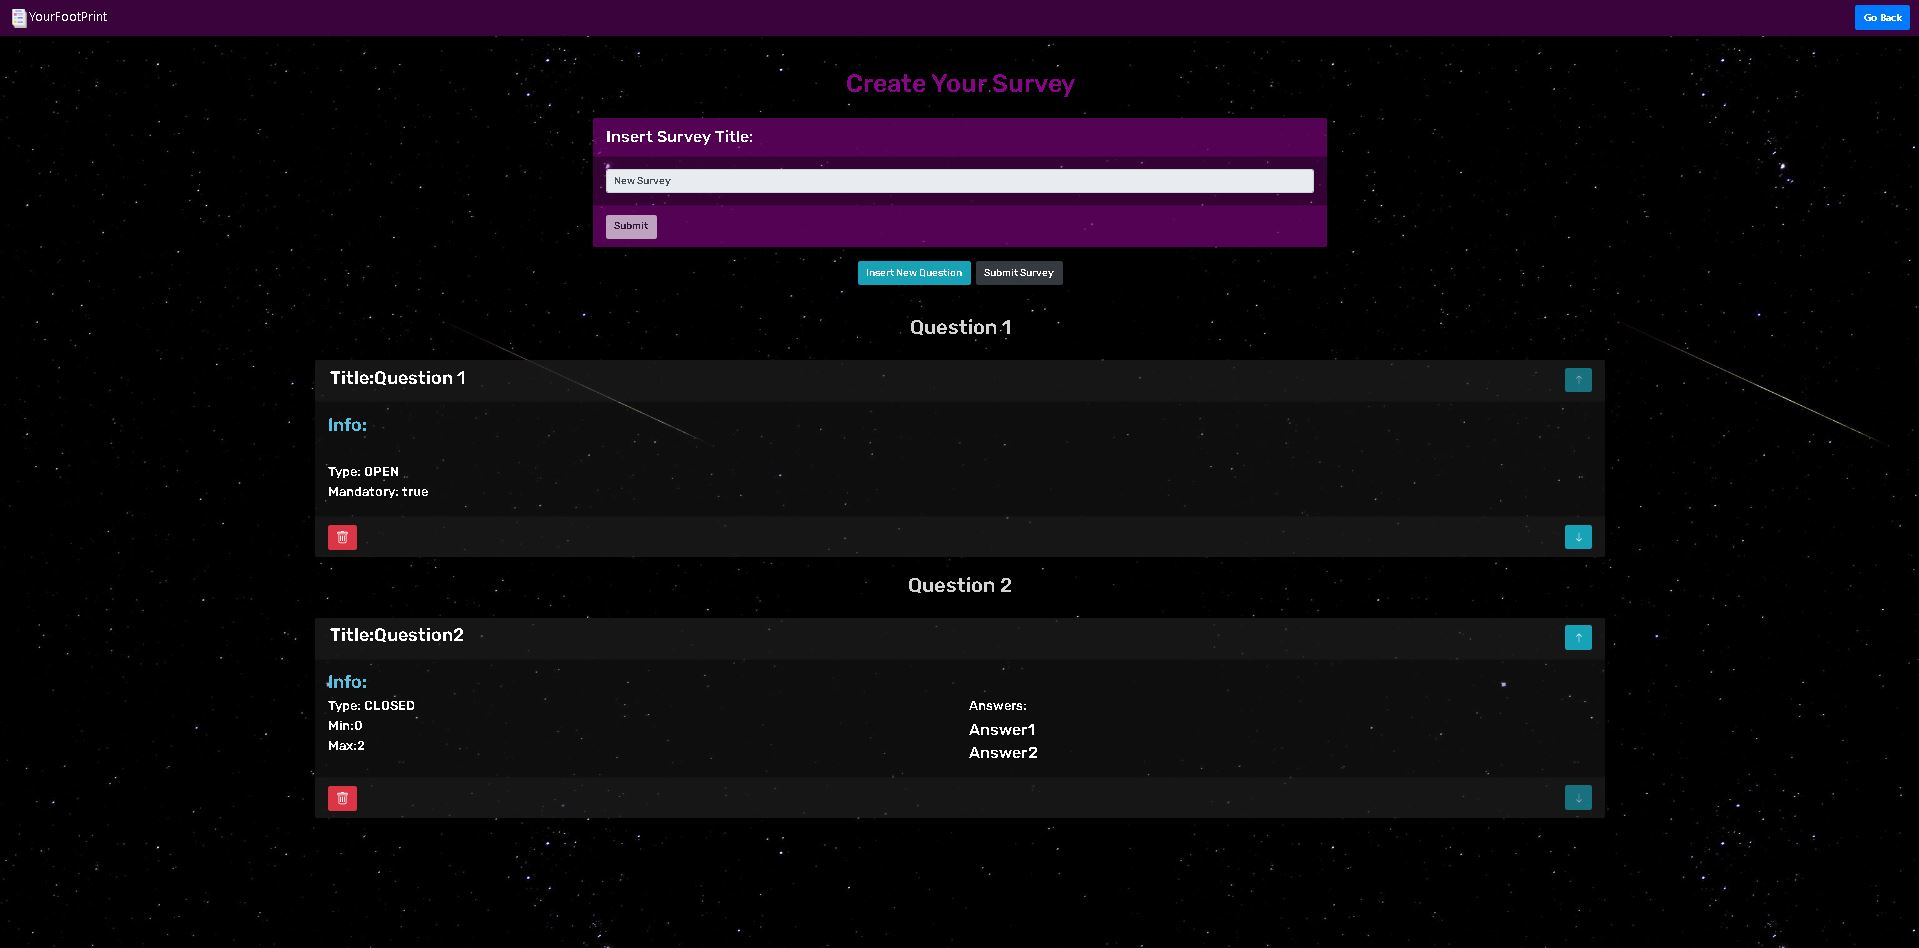 YourFootPrint
Go Back
Create Your Survey
Insert Survey Title:
New Survey
Submit
Insert New Question
Submit Survey
Question 1
Title:Question 1
Info:
Type: OPEN
Mandatory: true
Question 2
Title:Question2
Info:
Type: CLOSED
Min:0
Max:2
Answers:
Answer1
Answer2